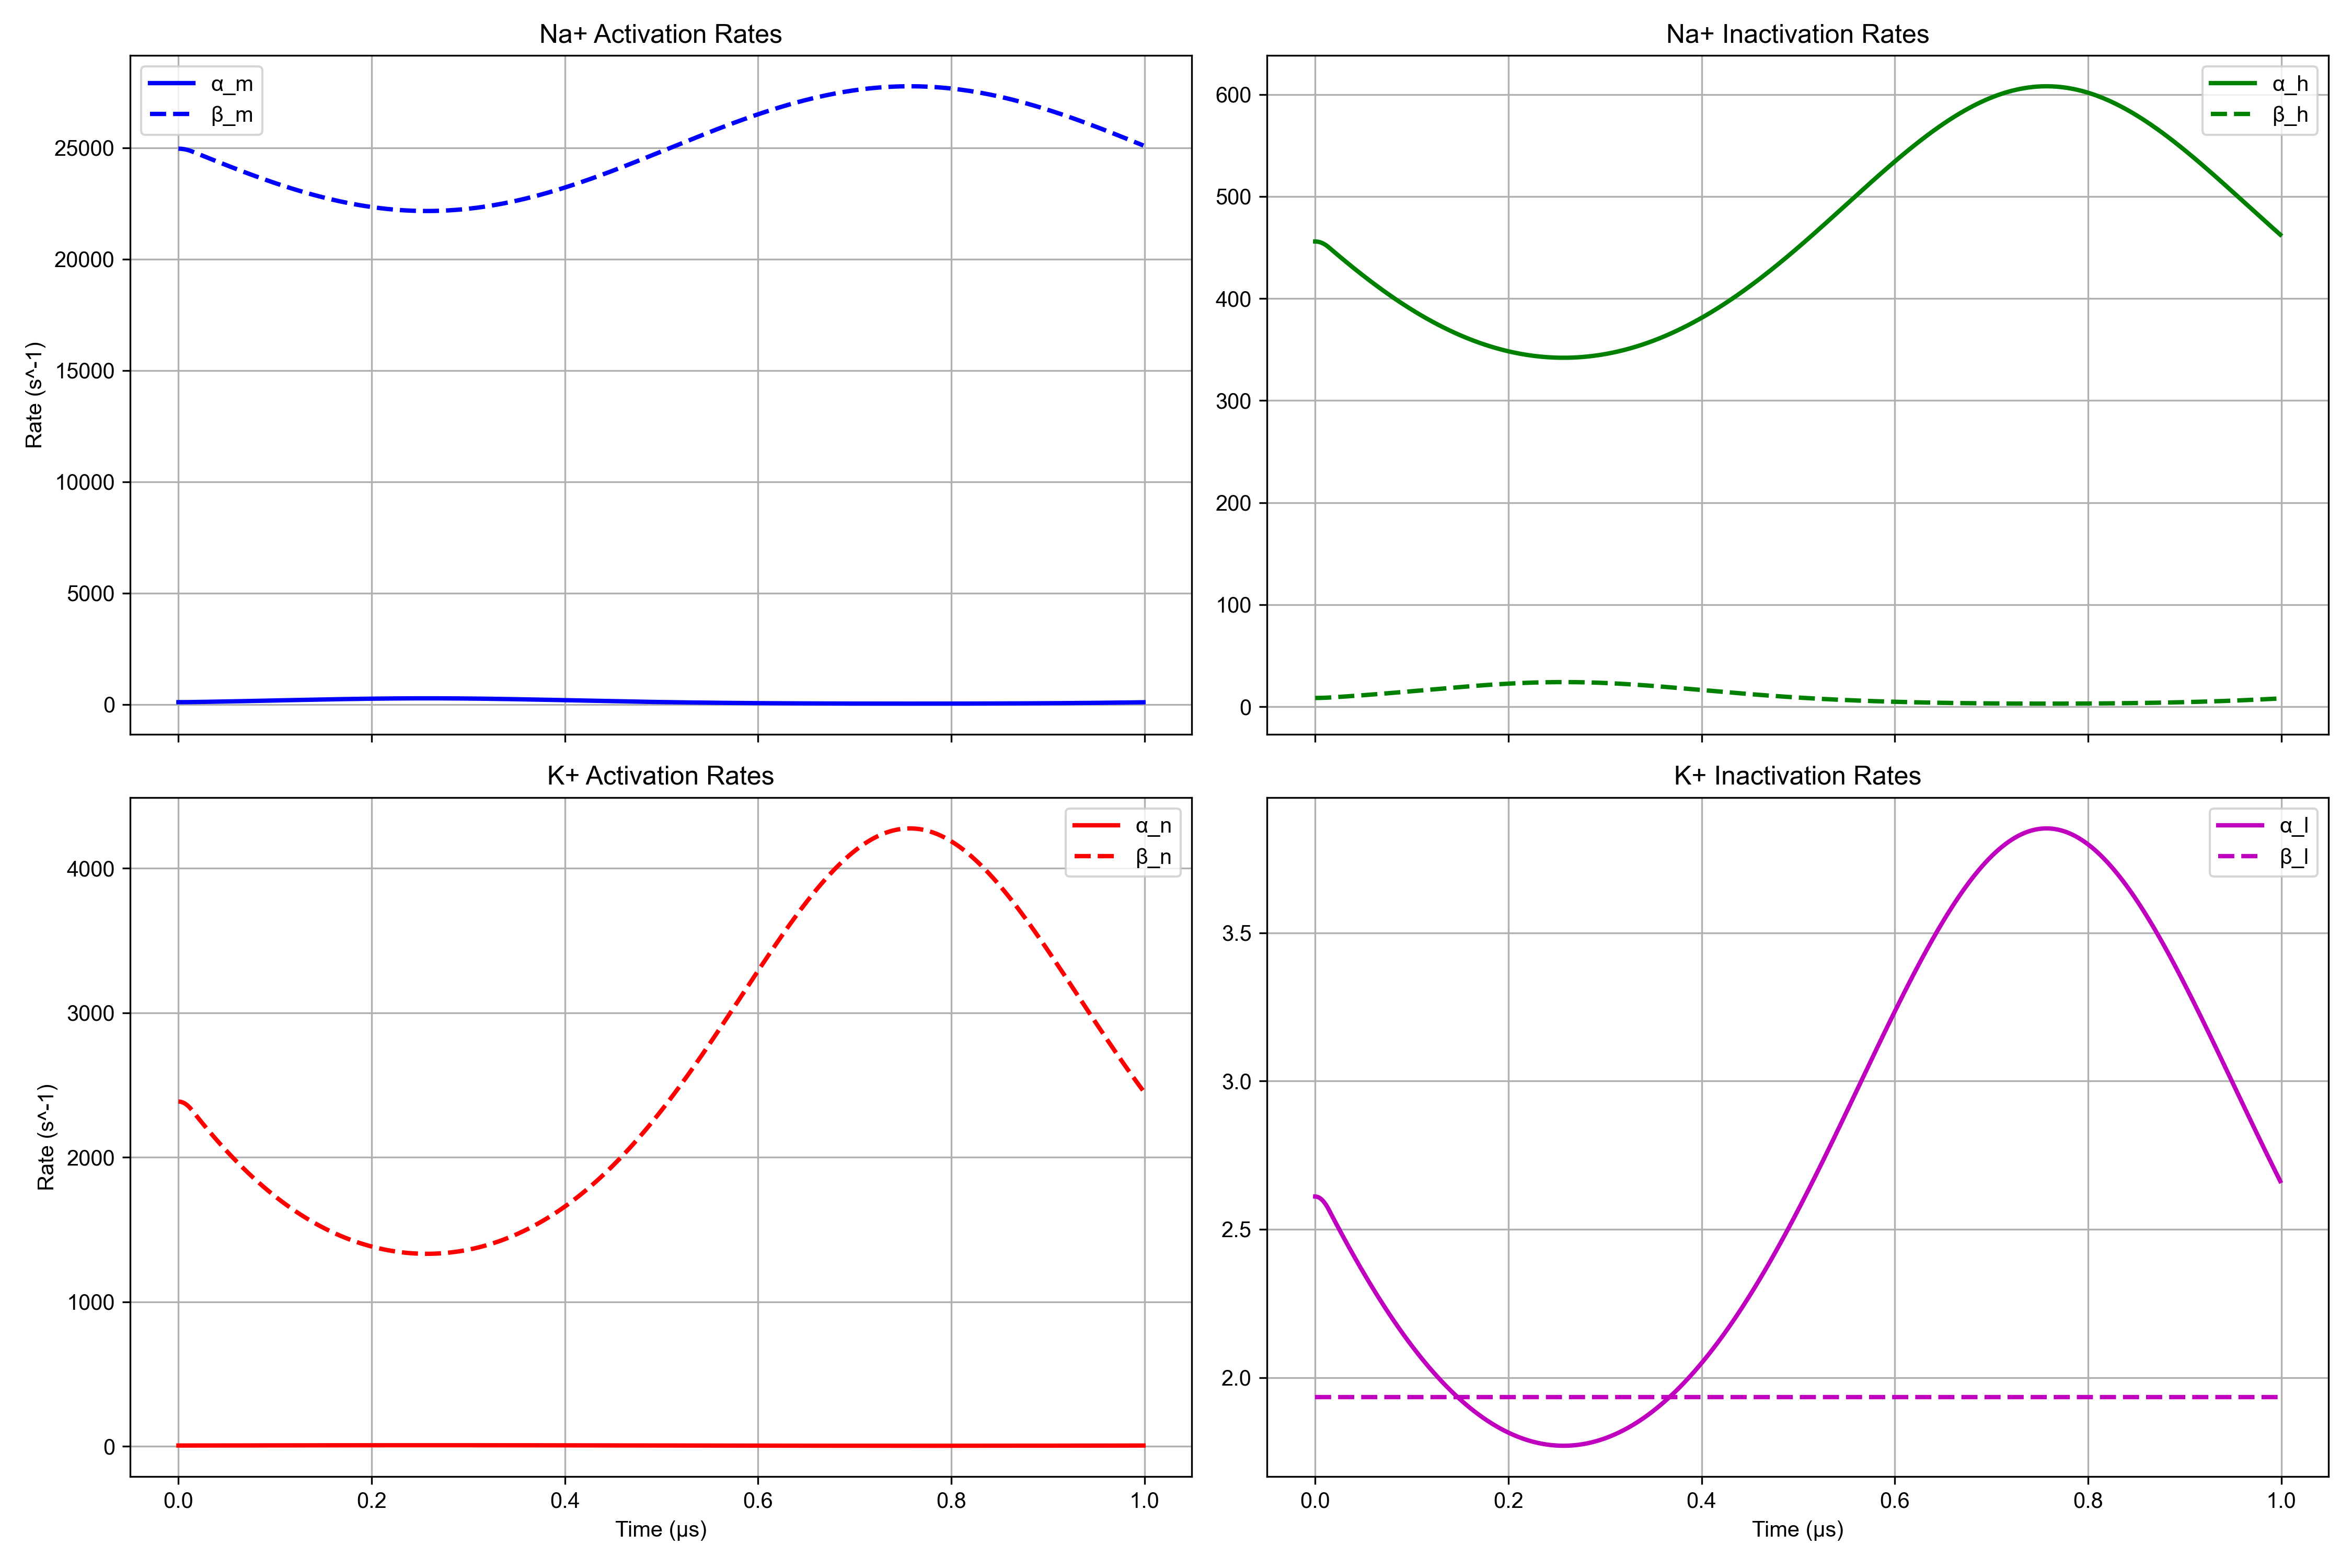 Na+ Activation Rates
α_m
β_m
25000
20000
15000
10000
5000
0
Rate (s^-1)
Na+ Inactivation Rates
α_h
β_h
600
500
400
300
200
100
0
K+ Activation Rates
α_n
β_n
4000
3000
2000
1000
0
Rate (s^-1)
0.0 0.2 0.4 0.6 0.8 1.0
Time (μs)
K+ Inactivation Rates
α_l
β_l
3.5
3.0
2.5
2.0
0.0 0.2 0.4 0.6 0.8 1.0
Time (μs)